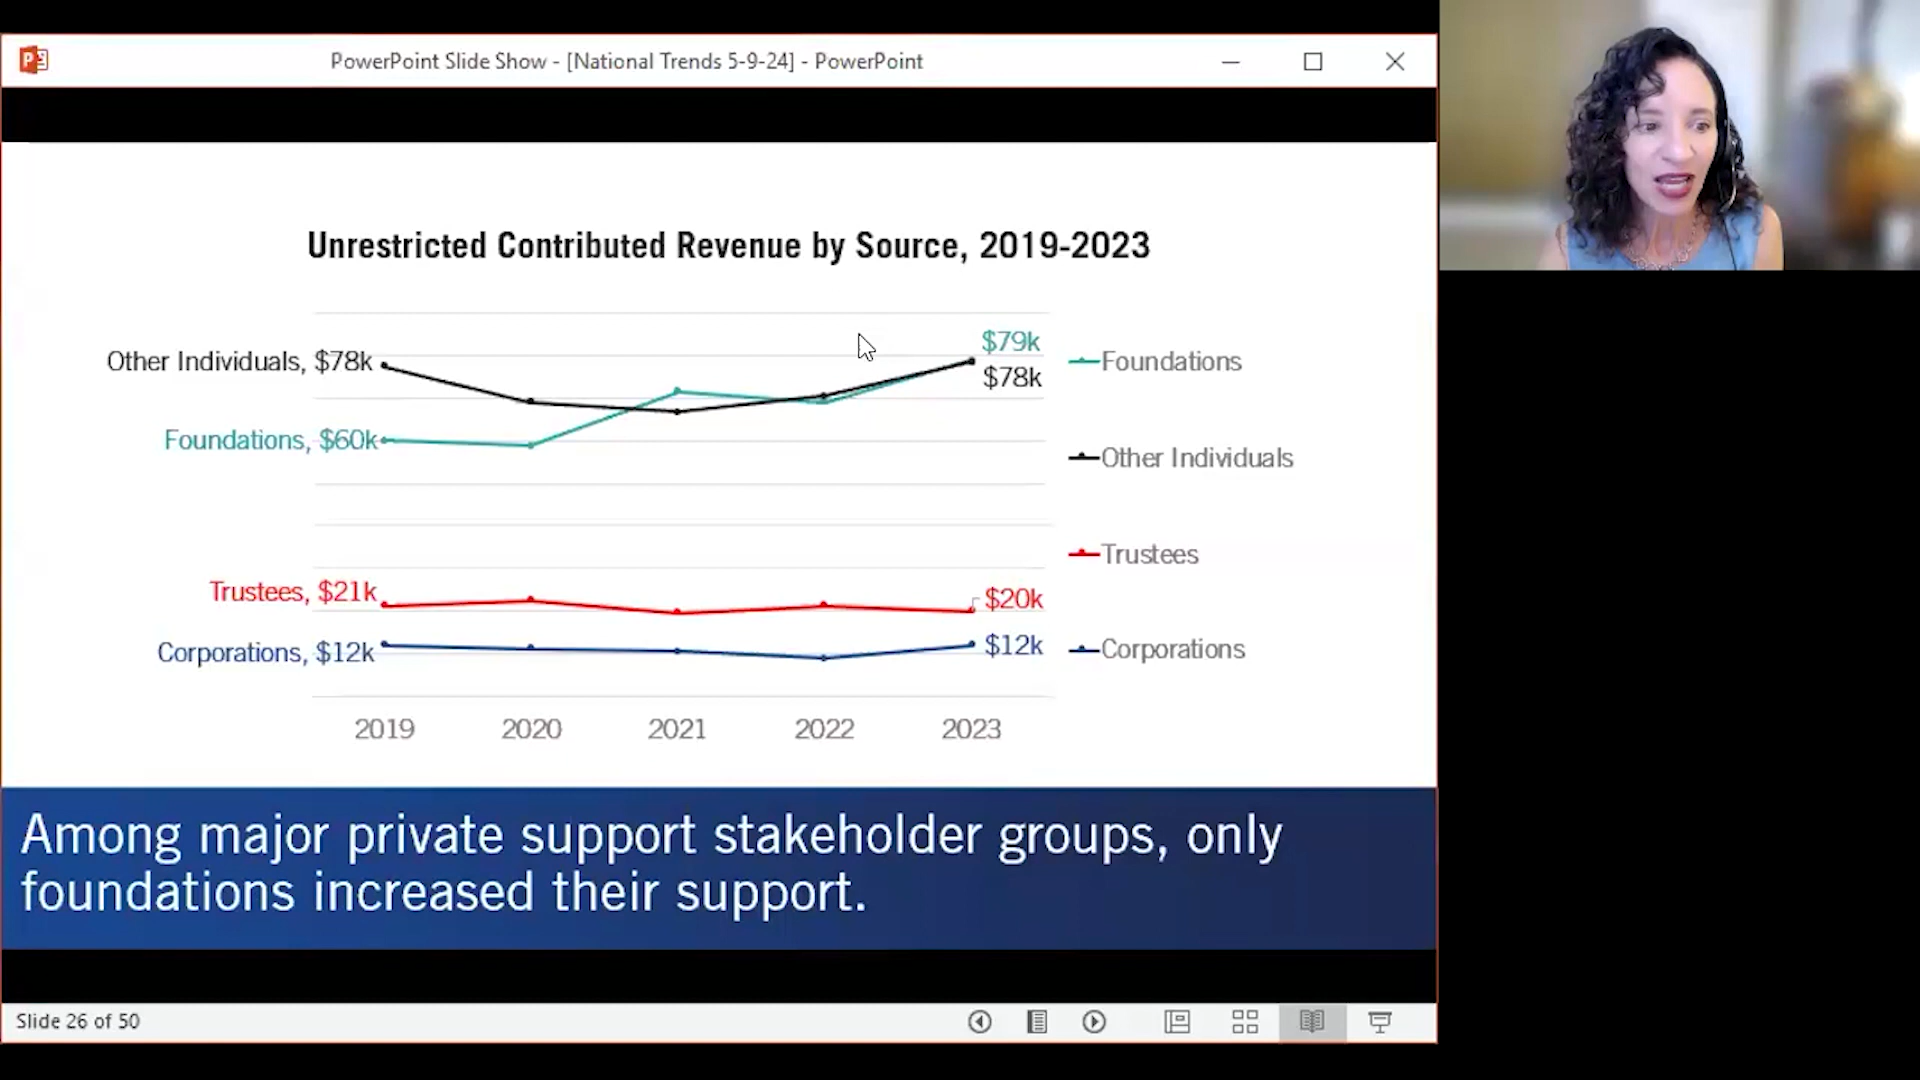 PowerPoint Slide Show - [National Trends 5-9-24] - PowerPoint
Unrestricted Contributed Revenue by Source, 2019-2023
Other Individuals, $78k
Foundations, $60k
Trustees, $21k
Corporations, $12k
$79k
$78k
$20k
$12k
Foundations
Other Individuals
Trustees
Corporations
2019 2020 2021 2022 2023
Among major private support stakeholder groups, only
foundations increased their support.
Slide 26 of 50